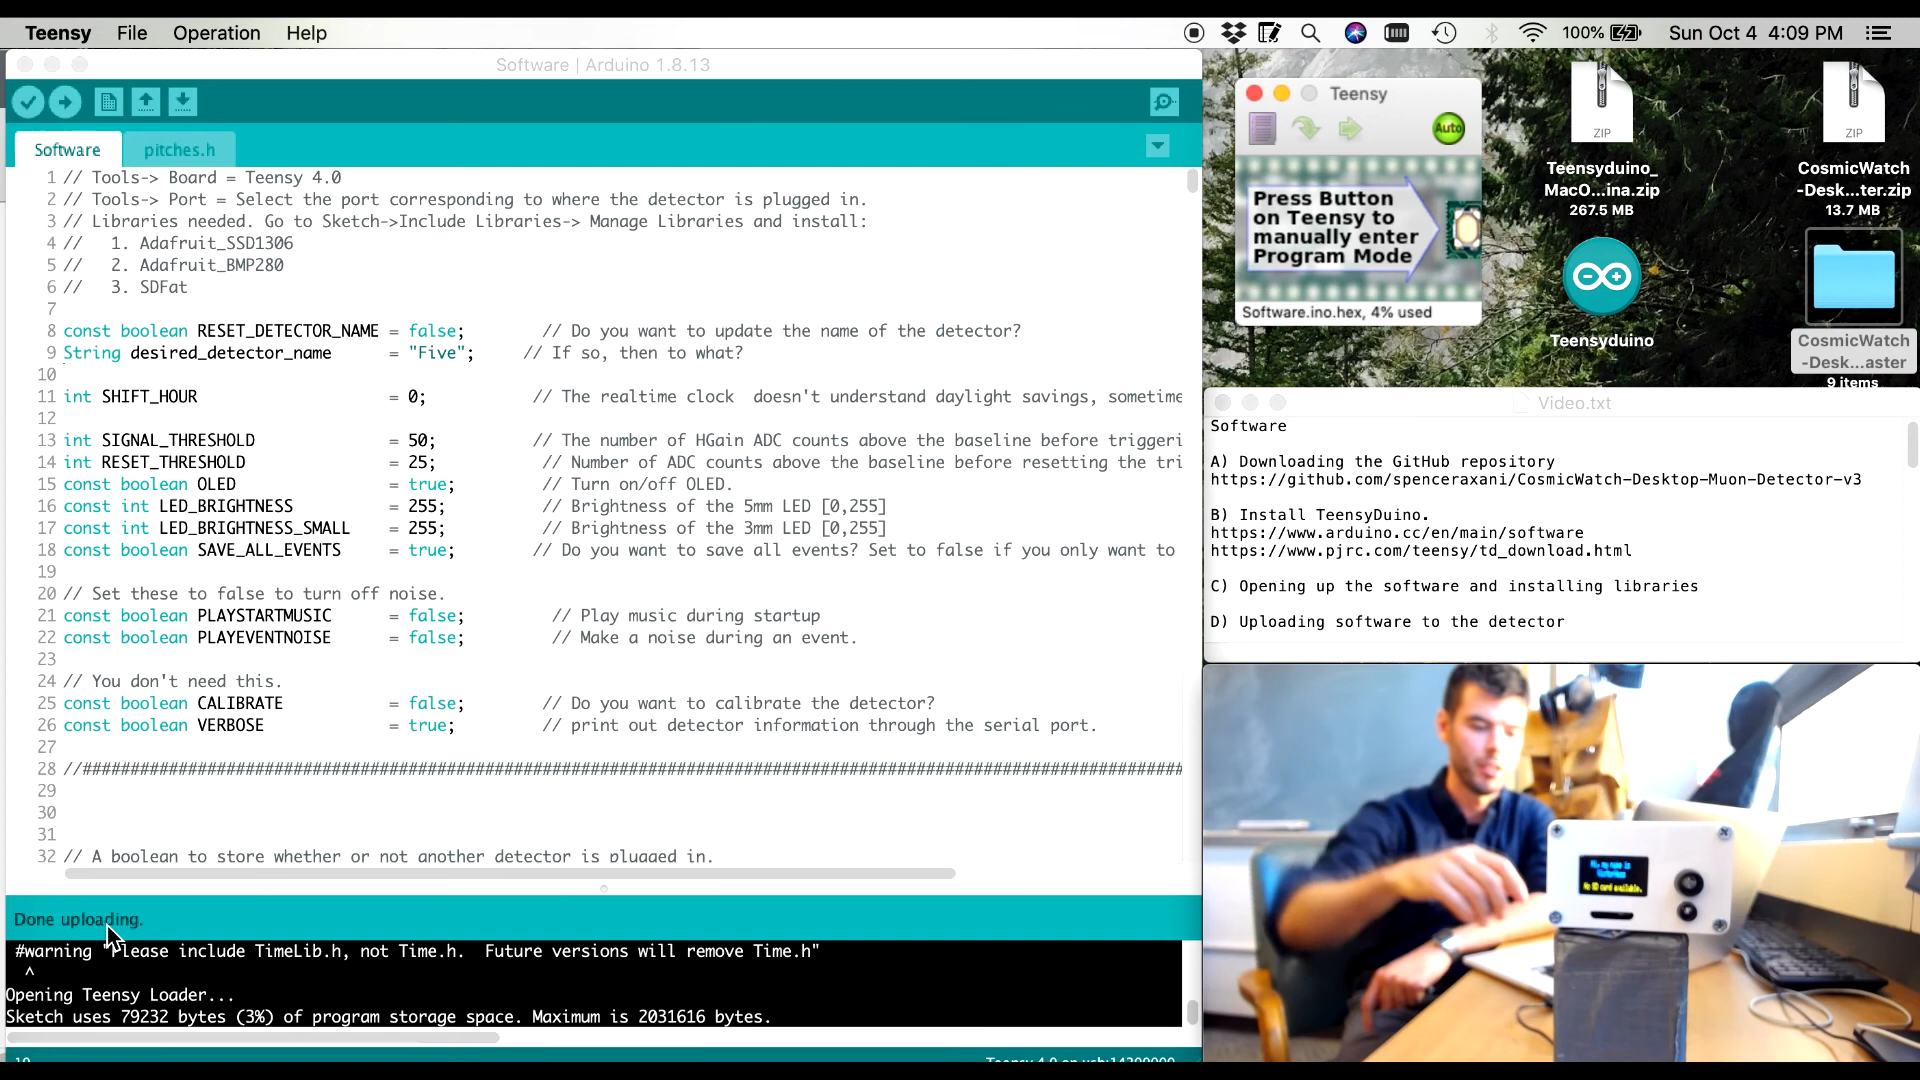 Teensy File Operation Help
100% Sun Oct 4 4:09 PM
Software | Arduino 1.8.13
Software pitches.h
1 // Tools-> Board = Teensy 4.0
2 // Tools-> Port = Select the port corresponding to where the detector is plugged in.
3 // Libraries needed. Go to Sketch->Include Libraries-> Manage Libraries and install:
4 //   1. Adafruit_SSD1306
5 //   2. Adafruit_BMP280
6 //   3. SDFat
7
8 const boolean RESET_DETECTOR_NAME = false;        // Do you want to update the name of the detector?
9 String desired_detector_name      = "Five";     // If so, then to what?
10
11 int SHIFT_HOUR                    = 0;           // The realtime clock  doesn't understand daylight savings, sometime
12
13 int SIGNAL_THRESHOLD              = 50;          // The number of HGain ADC counts above the baseline before triggeri
14 int RESET_THRESHOLD               = 25;           // Number of ADC counts above the baseline before resetting the tri
15 const boolean OLED                = true;         // Turn on/off OLED.
16 const int LED_BRIGHTNESS          = 255;          // Brightness of the 5mm LED [0,255]
17 const int LED_BRIGHTNESS_SMALL    = 255;          // Brightness of the 3mm LED [0,255]
18 const boolean SAVE_ALL_EVENTS     = true;        // Do you want to save all events? Set to false if you only want to
19
20 // Set these to false to turn off noise.
21 const boolean PLAYSTARTMUSIC      = false;         // Play music during startup
22 const boolean PLAYEVENTNOISE      = false;         // Make a noise during an event.
23
24 // You don't need this.
25 const boolean CALIBRATE           = false;        // Do you want to calibrate the detector?
26 const boolean VERBOSE             = true;         // print out detector information through the serial port.
27
28 //####################################################################################################################
29
30
31
32 // A boolean to store whether or not another detector is plugged in.
Done uploading.
#warning "Please include TimeLib.h, not Time.h.  Future versions will remove Time.h"
^
Opening Teensy Loader...
Sketch uses 79232 bytes (3%) of program storage space. Maximum is 2031616 bytes.
Teensy
Auto
Press Button
on Teensy to
manually enter
Program Mode
Software.ino.hex, 4% used
ZIP
Teensyduino_
MacO...ina.zip
267.5 MB
ZIP
CosmicWatch
-Desk...ter.zip
13.7 MB
Teensyduino
CosmicWatch
-Desk...aster
9 items
Video.txt
Software
A) Downloading the GitHub repository
https://github.com/spenceraxani/CosmicWatch-Desktop-Muon-Detector-v3
B) Install TeensyDuino.
https://www.arduino.cc/en/main/software
https://www.pjrc.com/teensy/td_download.html
C) Opening up the software and installing libraries
D) Uploading software to the detector
Hi, my name is
No SD card available.